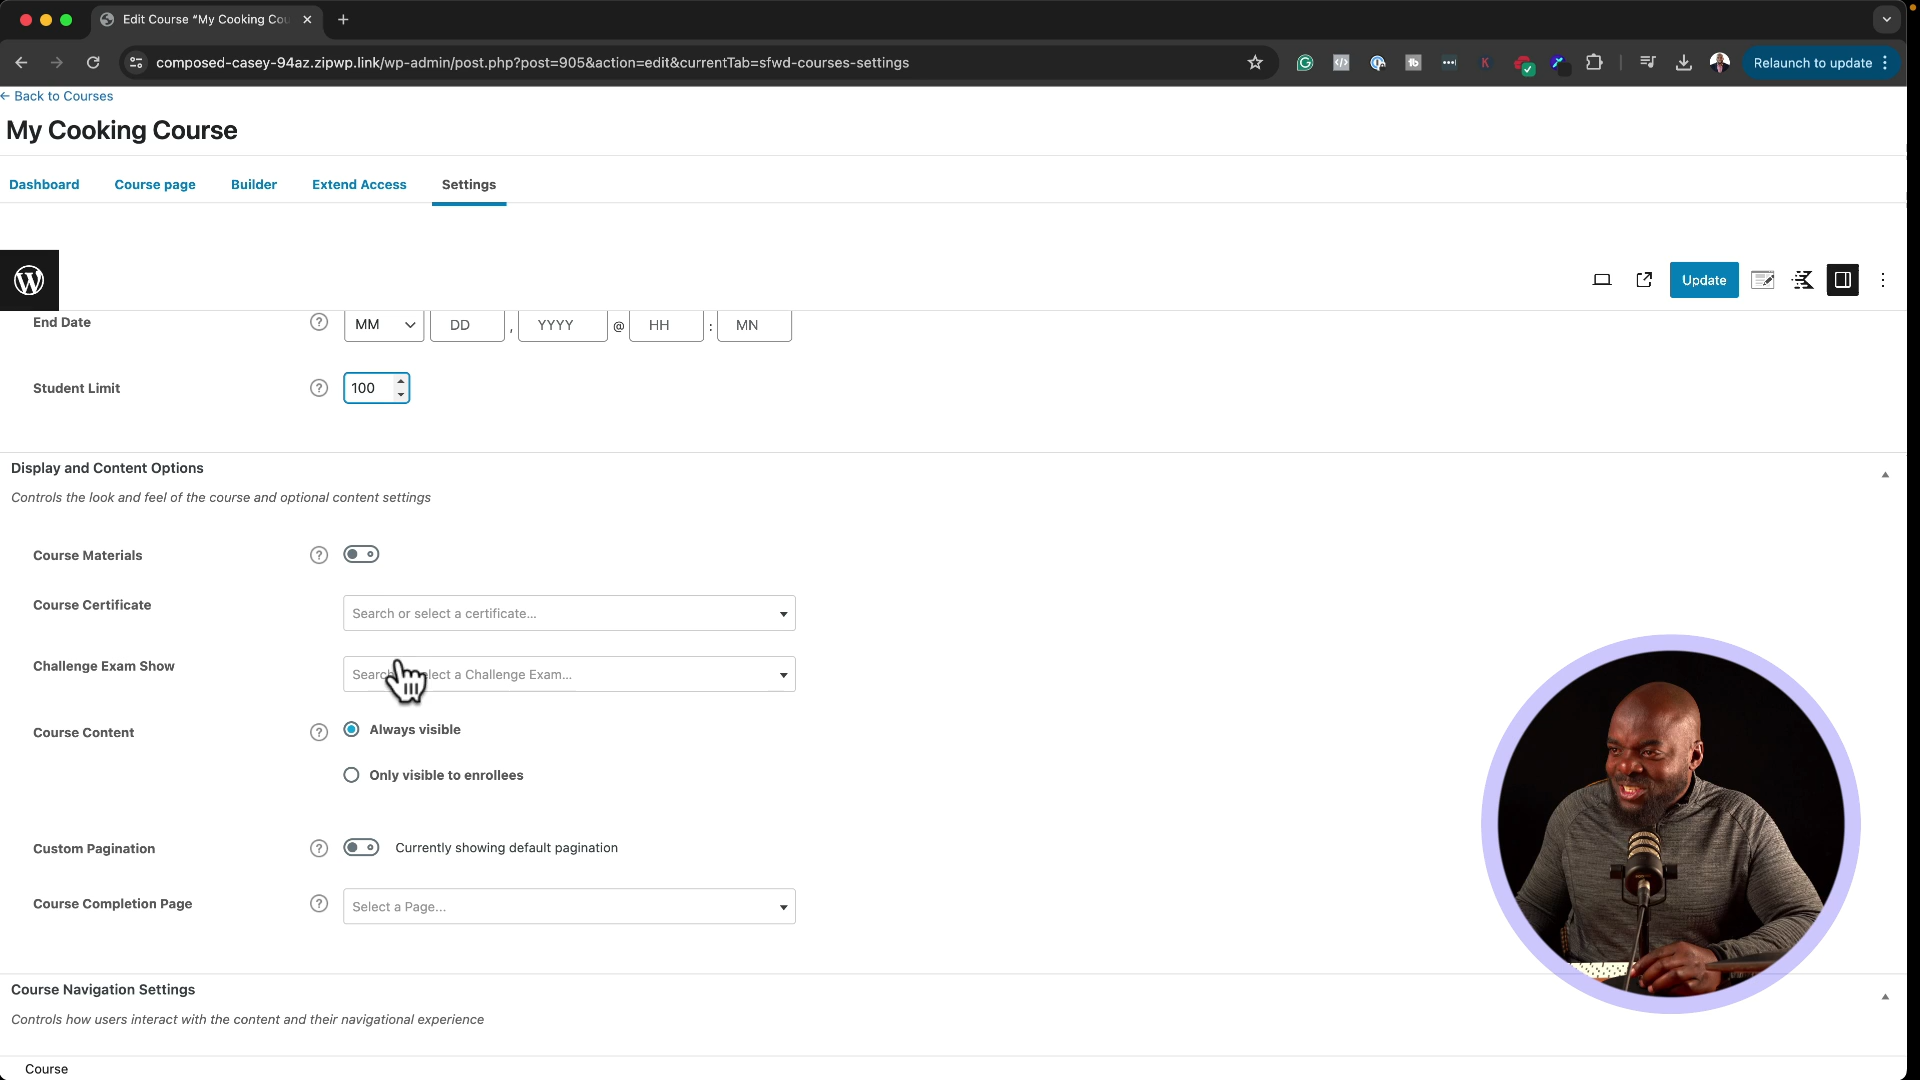 Edit Course "My Cooking Cou
composed-casey-94az.zipwp.link/wp-admin/post.php?post=905&action=edit&currentTab=sfwd-courses-settings
Relaunch to update
← Back to Courses
My Cooking Course
Dashboard
Course page
Builder
Extend Access
Settings
Update
End Date
MM
DD
,
YYYY
@
HH
:
MN
Student Limit
100
Display and Content Options
Controls the look and feel of the course and optional content settings
Course Materials
Course Certificate
Search or select a certificate...
Challenge Exam Show
Search select a Challenge Exam...
Course Content
Always visible
Only visible to enrollees
Custom Pagination
Currently showing default pagination
Course Completion Page
Select a Page...
Course Navigation Settings
Controls how users interact with the content and their navigational experience
Course